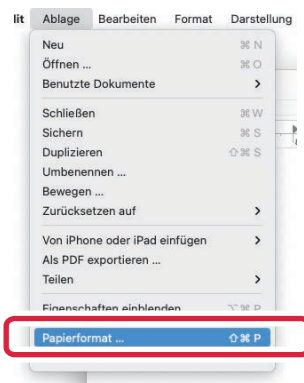 lit Ablage Bearbeiten Format Darstellung
Neu ⌘ N
Öffnen ... ⌘ O
Benutzte Dokumente >
Schließen ⌘ W
Sichern ⌘ S
Duplizieren ⇧ ⌘ S
Umbenennen ...
Bewegen ...
Zurücksetzen auf >
Von iPhone oder iPad einfügen >
Als PDF exportieren ...
Teilen >
Eigenschaften einblenden ⌥ ⌘ P
Papierformat ... ⇧ ⌘ P